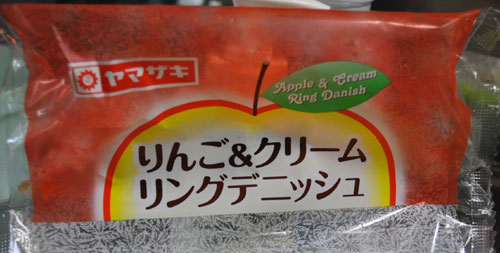 ヤマザキ
Apple & Cream
Ring Danish
りんご&クリーム
リングデニッシュ